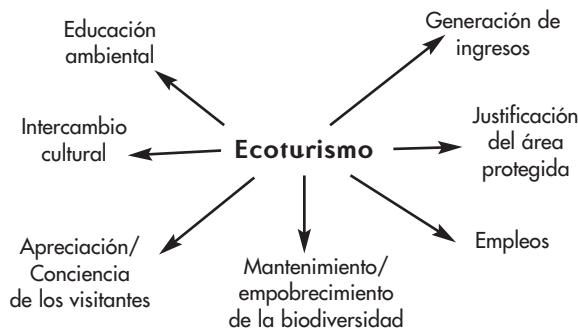 Educación
ambiental
Generación de
ingresos
Intercambio
cultural
Ecoturismo
Justificación
del área
protegida
Apreciación/
Conciencia
de los visitantes
Mantenimiento/
empobrecimiento
de la biodiversidad
Empleos